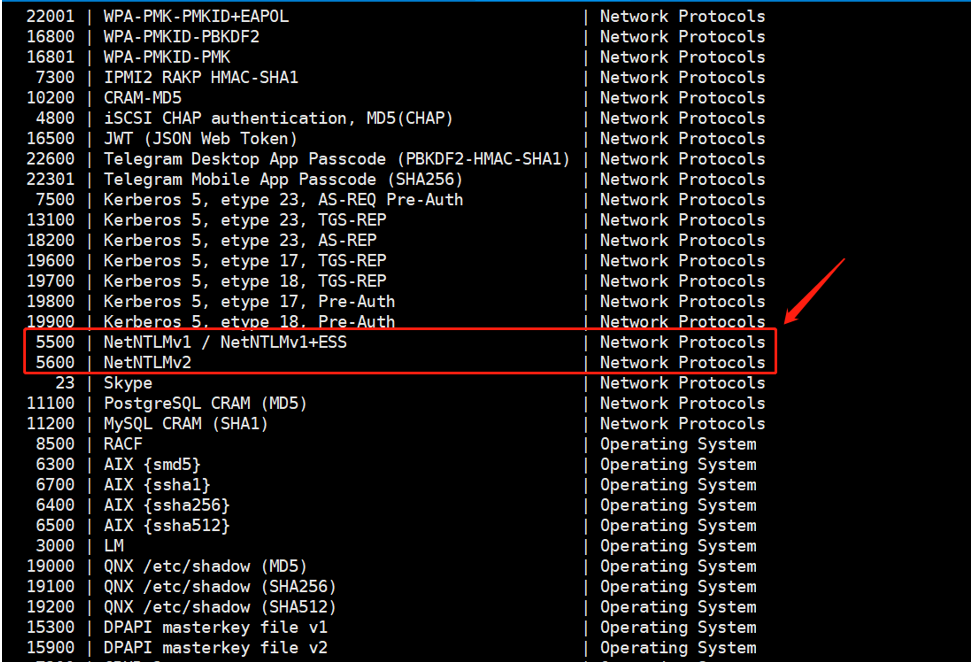 22001 | WPA-PMK-PMKID+EAPOL | Network Protocols
16800 | WPA-PMKID-PBKDF2 | Network Protocols
16801 | WPA-PMKID-PMK | Network Protocols
7300 | IPMI2 RAKP HMAC-SHA1 | Network Protocols
10200 | CRAM-MD5 | Network Protocols
4800 | iSCSI CHAP authentication, MD5(CHAP) | Network Protocols
16500 | JWT (JSON Web Token) | Network Protocols
22600 | Telegram Desktop App Passcode (PBKDF2-HMAC-SHA1) | Network Protocols
22301 | Telegram Mobile App Passcode (SHA256) | Network Protocols
7500 | Kerberos 5, etype 23, AS-REQ Pre-Auth | Network Protocols
13100 | Kerberos 5, etype 23, TGS-REP | Network Protocols
18200 | Kerberos 5, etype 23, AS-REP | Network Protocols
19600 | Kerberos 5, etype 17, TGS-REP | Network Protocols
19700 | Kerberos 5, etype 18, TGS-REP | Network Protocols
19800 | Kerberos 5, etype 17, Pre-Auth | Network Protocols
19900 | Kerberos 5, etype 18, Pre-Auth | Network Protocols
5500 | NetNTLMv1 / NetNTLMv1+ESS | Network Protocols
5600 | NetNTLMv2 | Network Protocols
23 | Skype | Network Protocols
11100 | PostgreSQL CRAM (MD5) | Network Protocols
11200 | MySQL CRAM (SHA1) | Network Protocols
8500 | RACF | Operating System
6300 | AIX {smd5} | Operating System
6700 | AIX {ssha1} | Operating System
6400 | AIX {ssha256} | Operating System
6500 | AIX {ssha512} | Operating System
3000 | LM | Operating System
19000 | QNX /etc/shadow (MD5) | Operating System
19100 | QNX /etc/shadow (SHA256) | Operating System
19200 | QNX /etc/shadow (SHA512) | Operating System
15300 | DPAPI masterkey file v1 | Operating System
15900 | DPAPI masterkey file v2 | Operating System